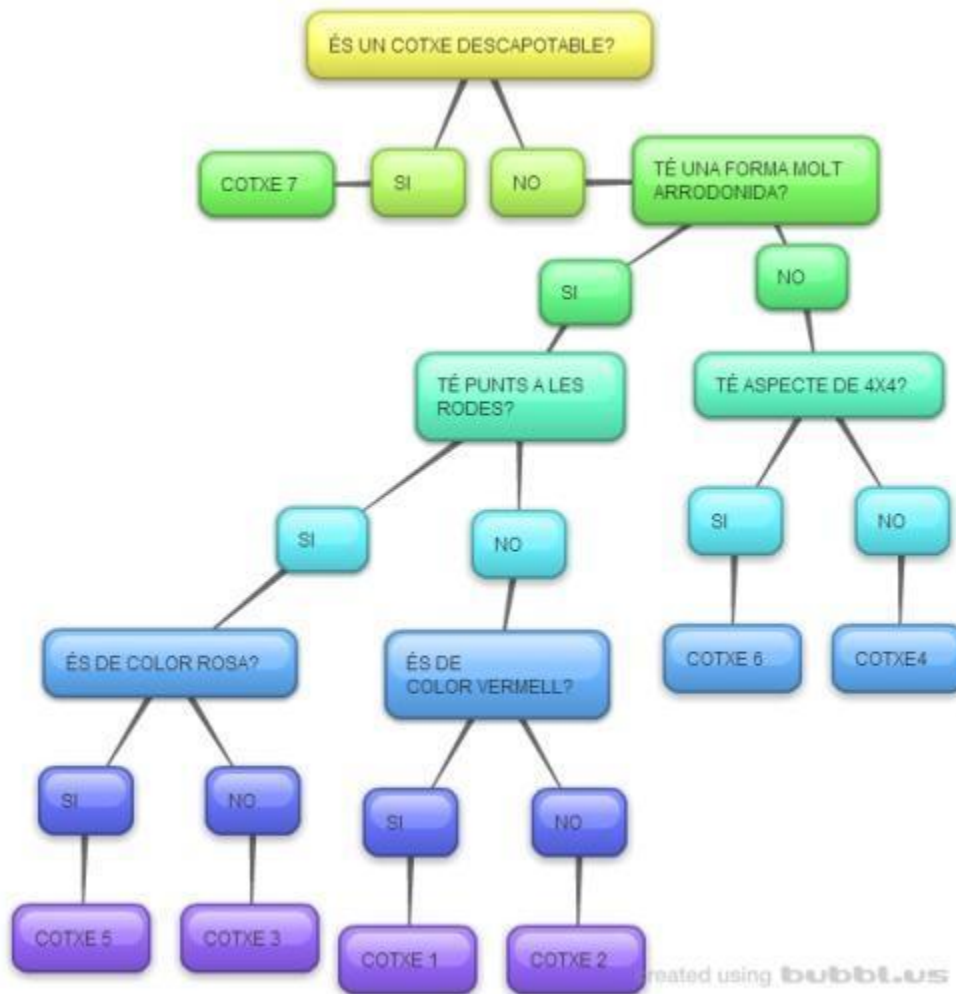 ÉS UN COTXE DESCAPOTABLE?
COTXE 7
SI
NO
TÉ UNA FORMA MOLT
ARRODONIDA?
SI
NO
TÉ PUNTS A LES
RODES?
TÉ ASPECTE DE 4X4?
SI
NO
SI
NO
ÉS DE COLOR ROSA?
ÉS DE
COLOR VERMELL?
COTXE 6
COTXE4
SI
NO
SI
NO
COTXE 5
COTXE 3
COTXE 1
COTXE 2
created using bubbl.us